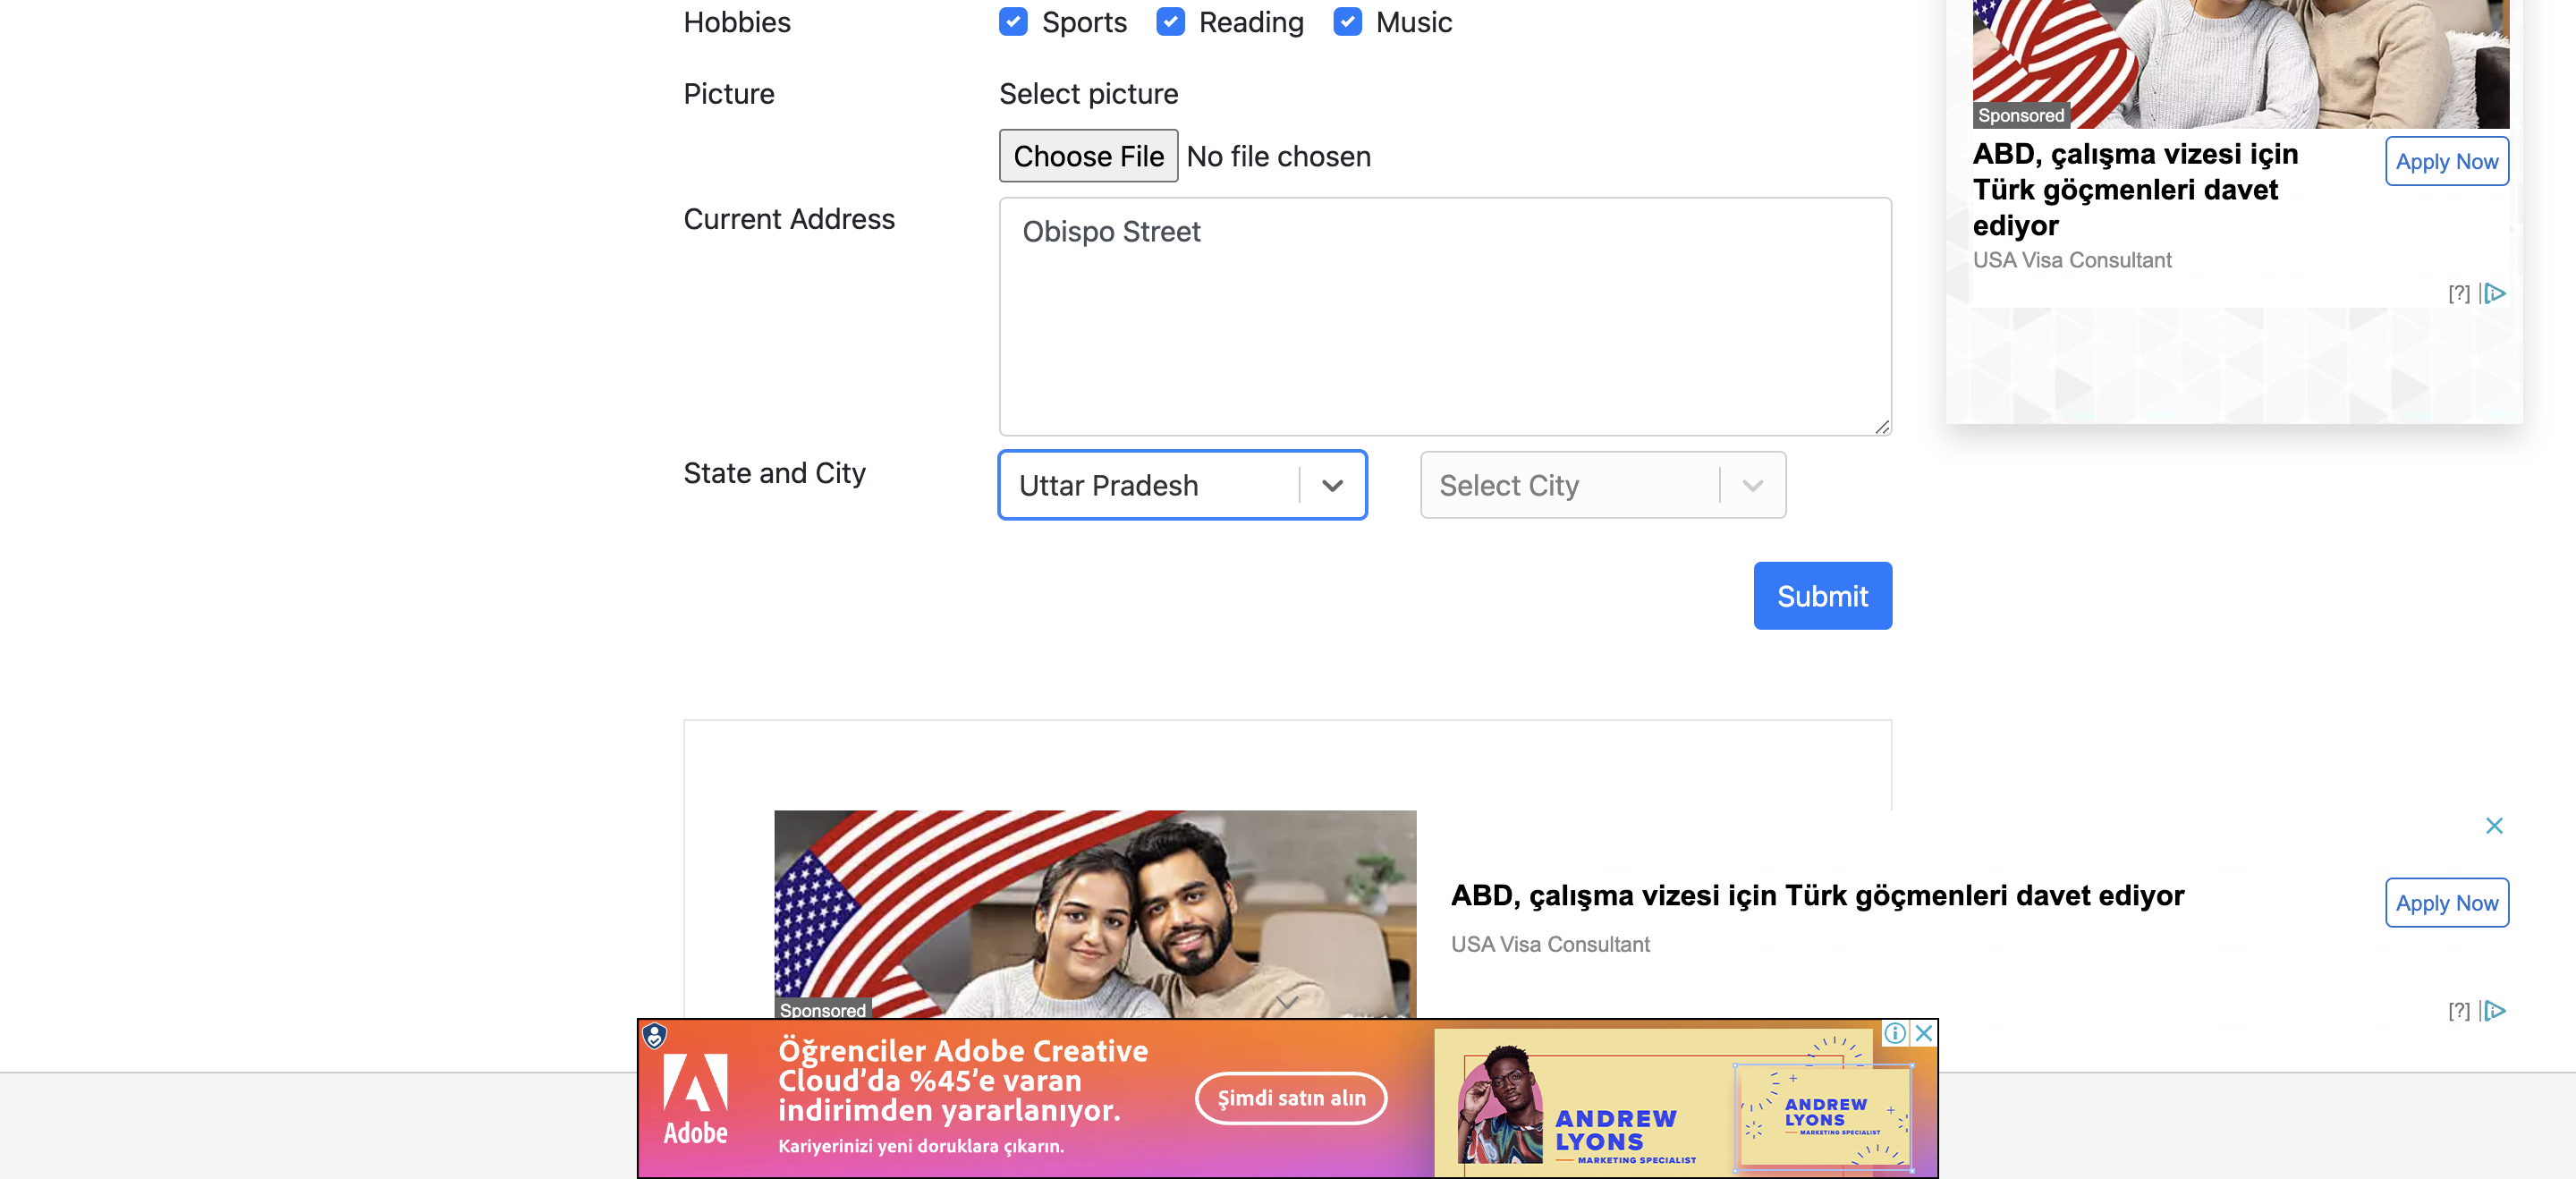 Hobbies
Sports
Reading
Music
Picture
Select picture
Choose File
No file chosen
Current Address
Obispo Street
State and City
Uttar Pradesh
Select City
Submit
Sponsored
ABD, çalışma vizesi için
Türk göçmenleri davet
ediyor
Apply Now
USA Visa Consultant
[?]
Sponsored
ABD, çalışma vizesi için Türk göçmenleri davet ediyor
USA Visa Consultant
Apply Now
[?]
Adobe
Öğrenciler Adobe Creative
Cloud'da %45'e varan
indirimden yararlanıyor.
Kariyerinizi yeni doruklara çıkarın.
Şimdi satın alın
ANDREW
LYONS
MARKETING SPECIALIST
ANDREW
LYONS
MARKETING SPECIALIST